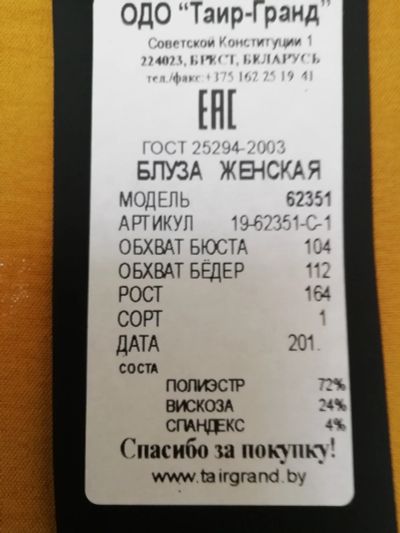 ОДО "Таир-Гранд"
Советской Конституции 1
224023, БРЕСТ, БЕЛАРУСЬ
тел./факс:+375 162 25 19 41
ЕАС
ГОСТ 25294-2003
БЛУЗА ЖЕНСКАЯ
МОДЕЛЬ 62351
АРТИКУЛ 19-62351-С-1
ОБХВАТ БЮСТА 104
ОБХВАТ БЁДЕР 112
РОСТ 164
СОРТ 1
ДАТА 201.
СОСТА
ПОЛИЭСТР 72%
ВИСКОЗА 24%
СПАНДЕКС 4%
Спасибо за покупку!
www.tairgrand.by